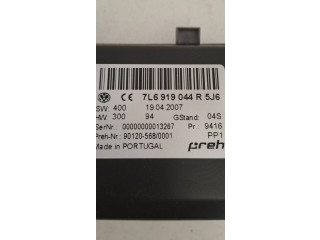 7L6 919 044 R 5J6
SW: 400 19.04.2007
HW: 300 94 GStand: 04S
SerNr.: 00000000013267 Pr.: 9416
Preh-Nr.: 90120-568/0001 PP1
Made in PORTUGAL preh